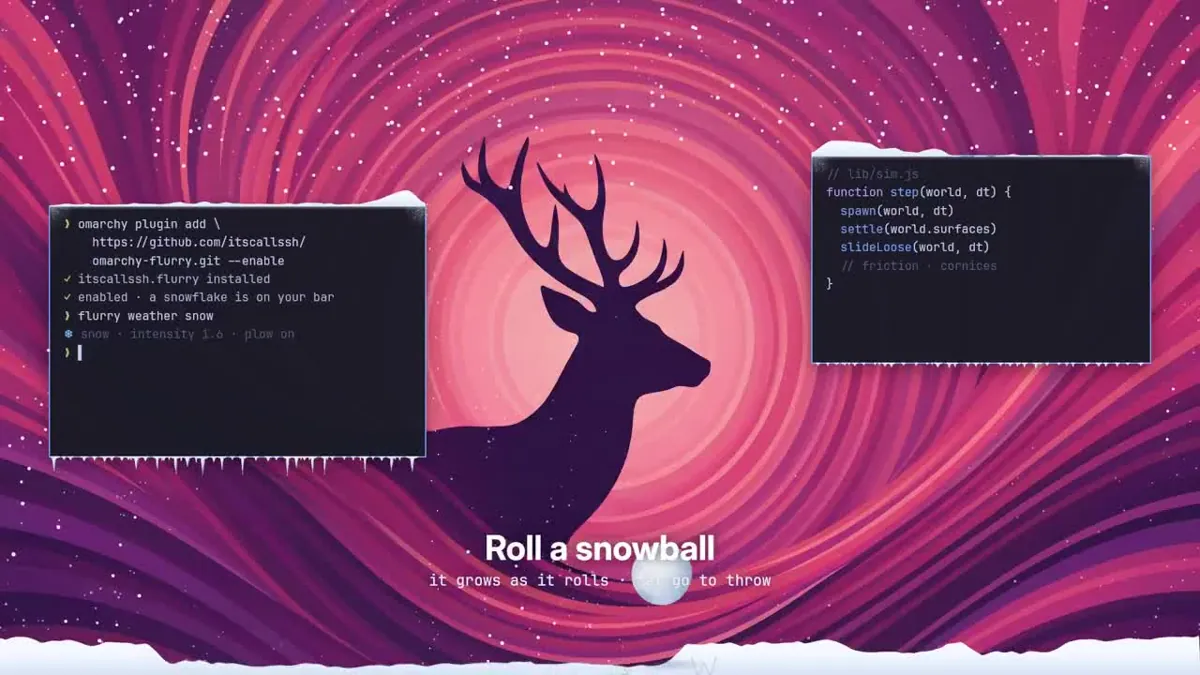 ❯ omarchy plugin add \
https://github.com/itscallssh/
omarchy-flurry.git --enable
✓ itscallssh.flurry installed
✓ enabled · a snowflake is on your bar
❯ flurry weather snow
❄ snow · intensity 1.6 · plow on
❯
// lib/sim.js
function step(world, dt) {
spawn(world, dt)
settle(world.surfaces)
slideLoose(world, dt)
// friction · cornices
}
Roll a snowball
it grows as it rolls · let go to throw